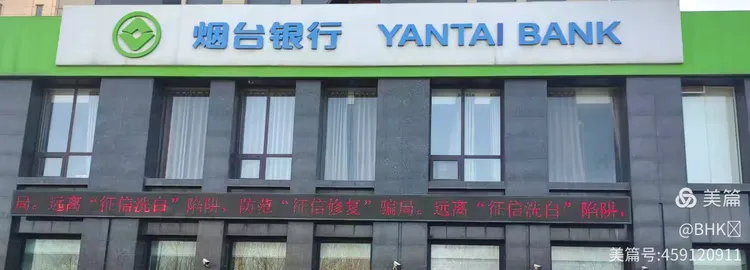 烟台银行 YANTAI BANK
局。远离“征信洗白”陷阱、防范“征信修复”骗局。远离“征信洗白”陷阱、
美篇
@BHK
美篇号:459120911